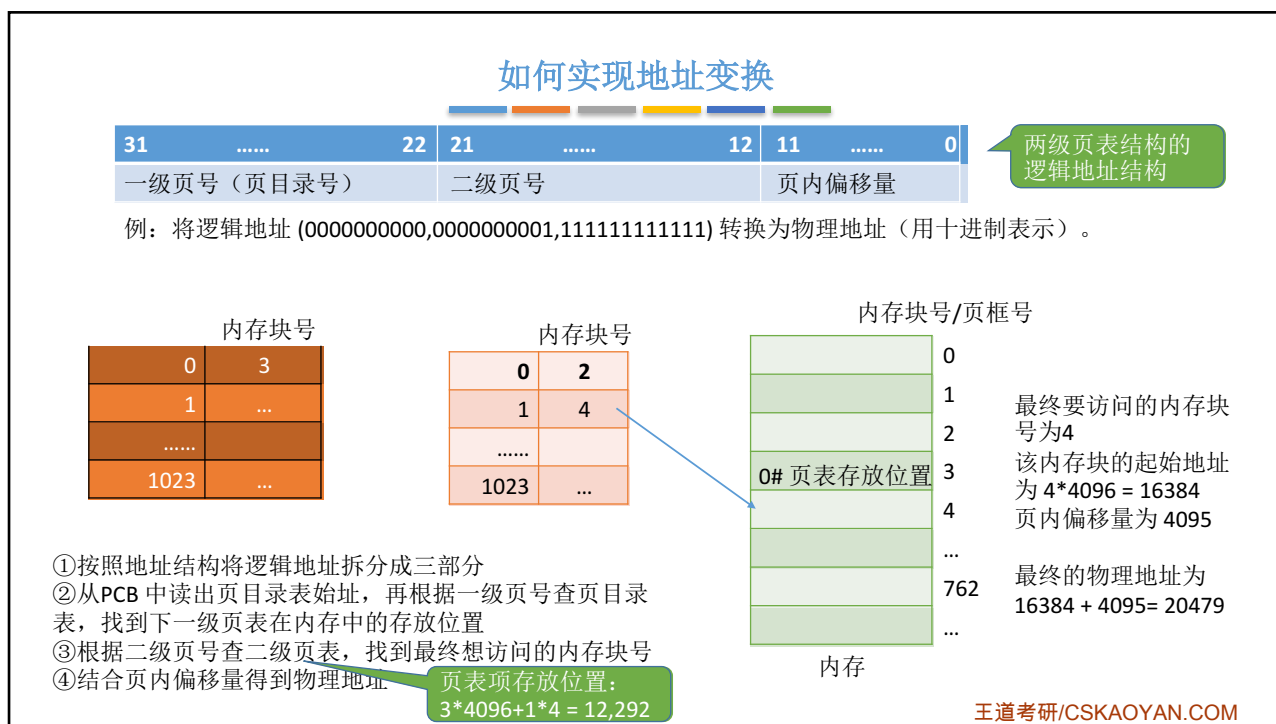 如何实现地址变换
31 …… 22 21 …… 12 11 …… 0
一级页号（页目录号） 二级页号 页内偏移量
两级页表结构的
逻辑地址结构
例：将逻辑地址 (0000000000,0000000001,111111111111) 转换为物理地址（用十进制表示）。
内存块号
0 3
1 …
……
1023 …
内存块号
0 2
1 4
……
1023 …
内存块号/页框号
0
1
2
0# 页表存放位置 3
4
…
762
…
内存
最终要访问的内存块
号为4
该内存块的起始地址
为 4*4096 = 16384
页内偏移量为 4095
最终的物理地址为
16384 + 4095= 20479
①按照地址结构将逻辑地址拆分成三部分
②从PCB 中读出页目录表始址，再根据一级页号查页目录
表，找到下一级页表在内存中的存放位置
③根据二级页号查二级页表，找到最终想访问的内存块号
④结合页内偏移量得到物理地址
页表项存放位置：
3*4096+1*4 = 12,292
王道考研/CSKAOYAN.COM